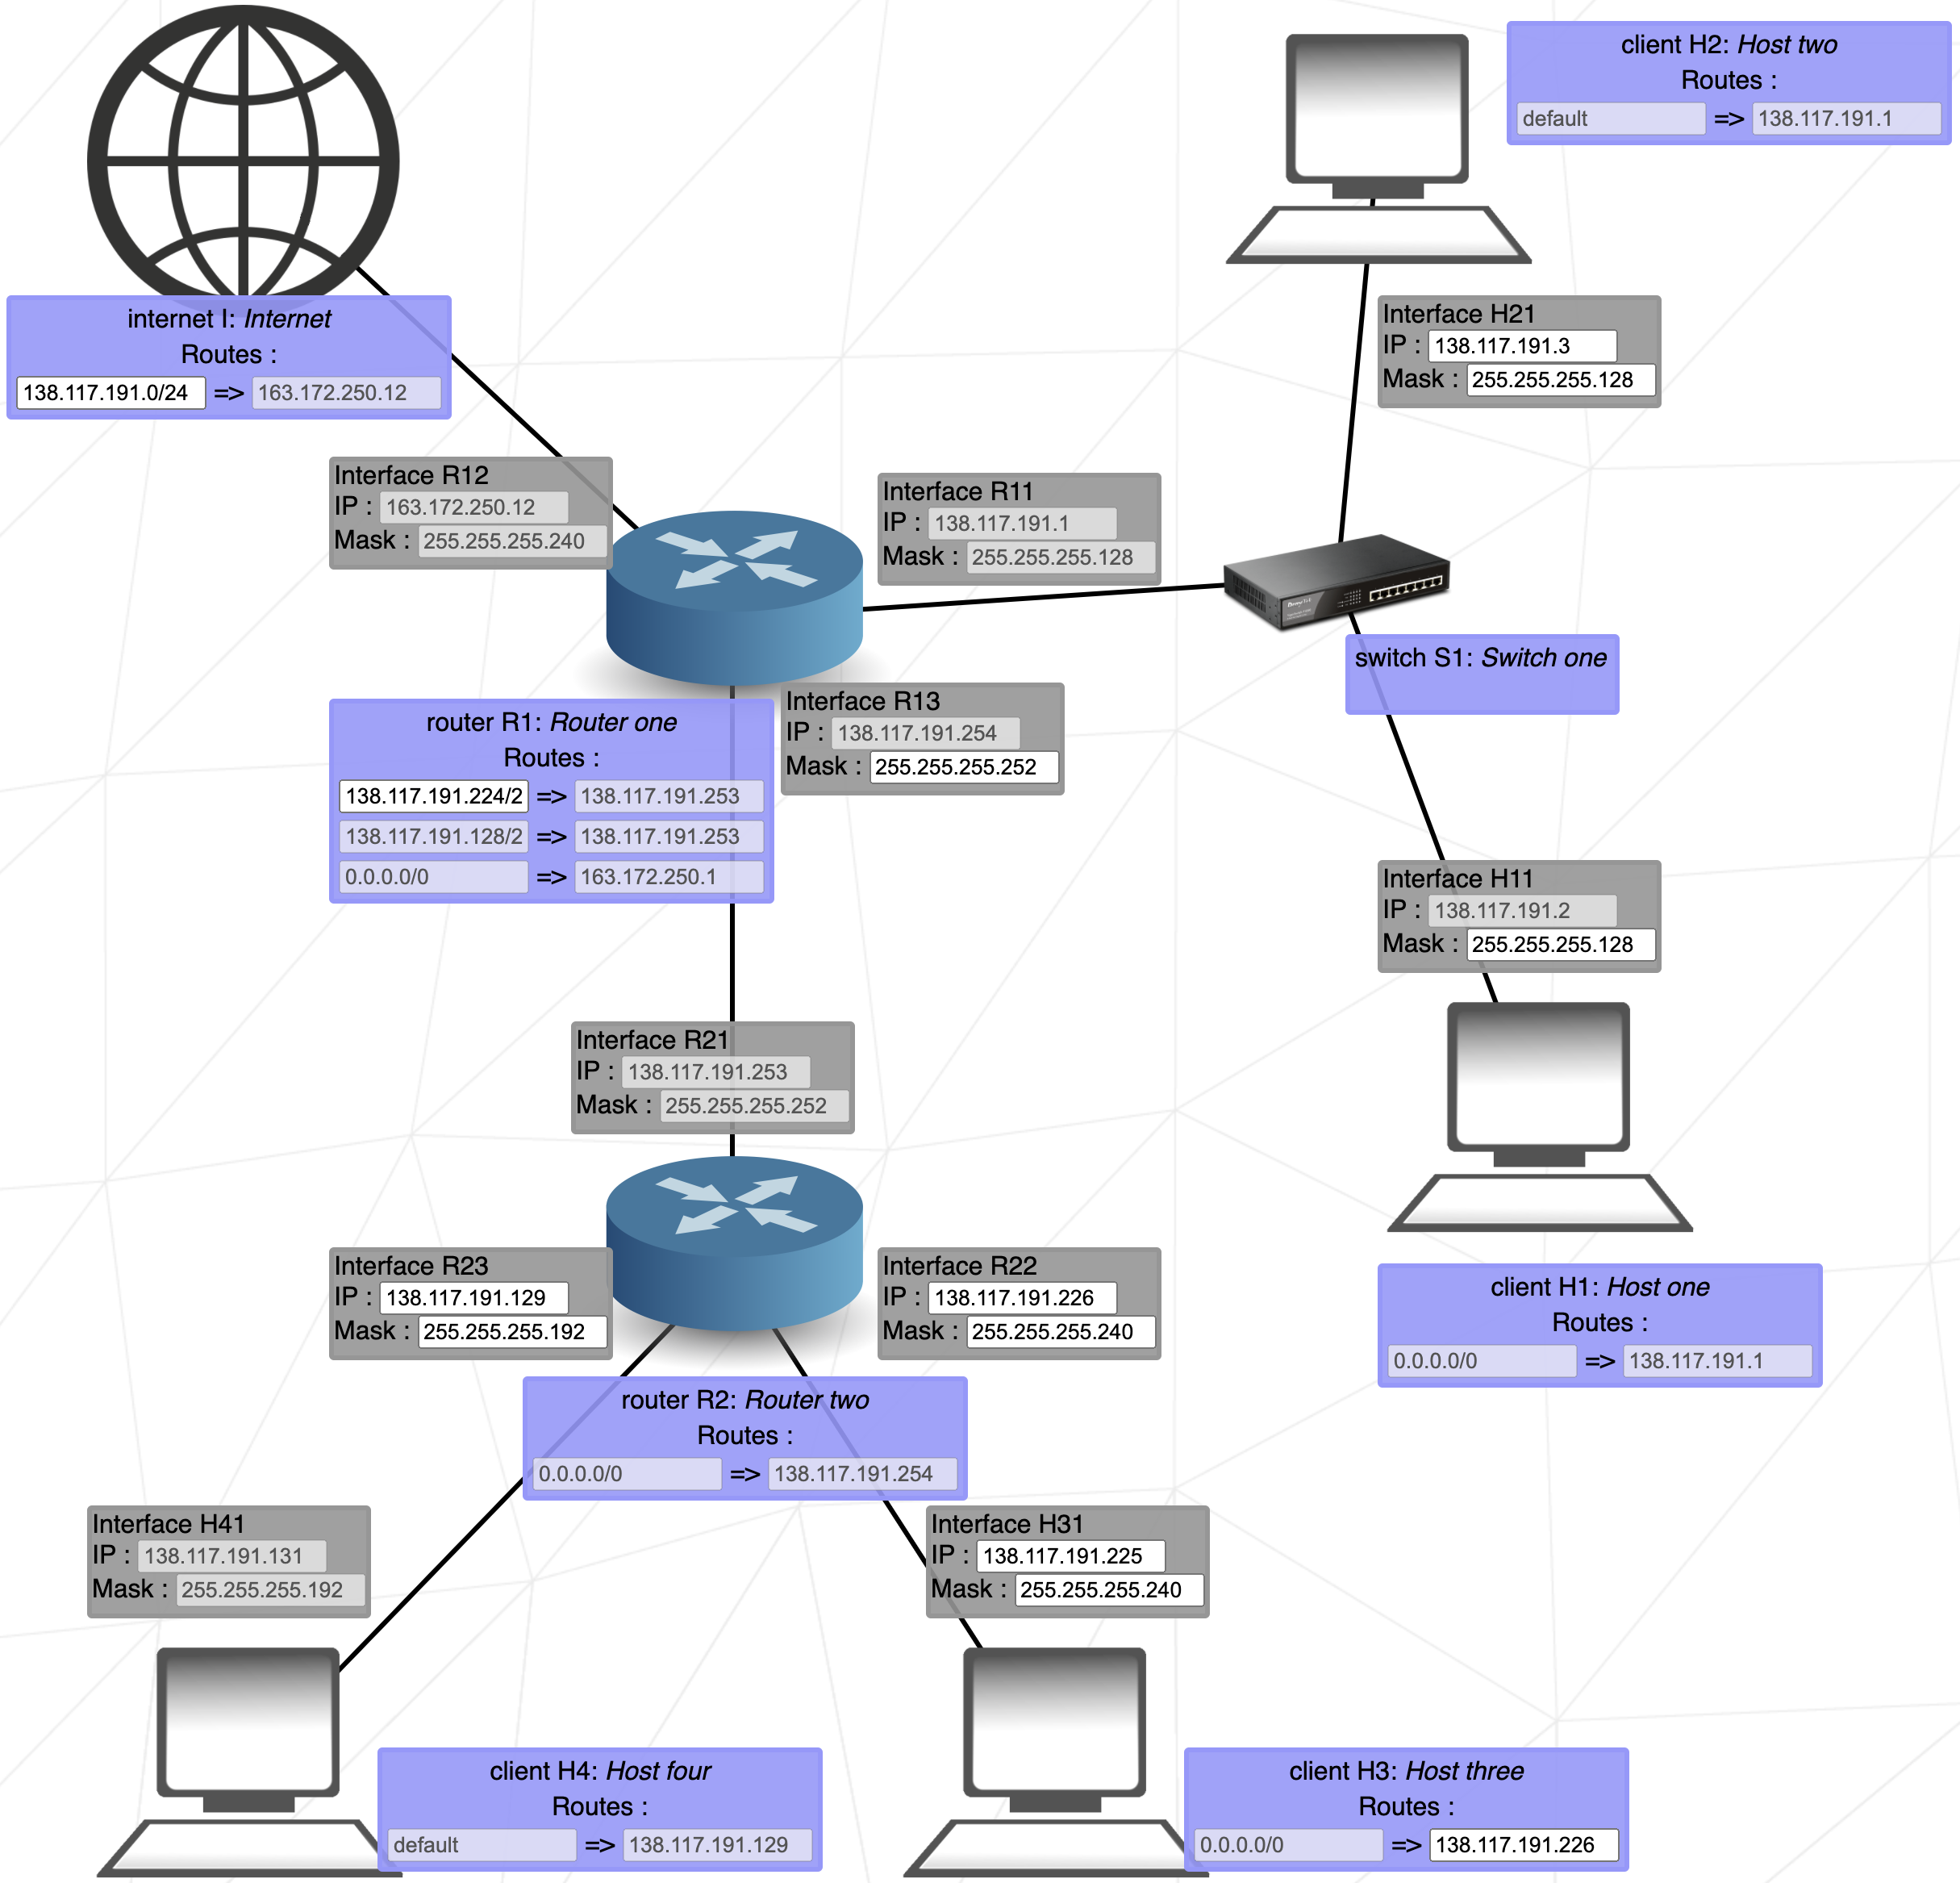 client H2: Host two
Routes :
default => 138.117.191.1
internet I: Internet
Routes :
138.117.191.0/24 => 163.172.250.12
Interface H21
IP : 138.117.191.3
Mask : 255.255.255.128
Interface R12
IP : 163.172.250.12
Mask : 255.255.255.240
Interface R11
IP : 138.117.191.1
Mask : 255.255.255.128
switch S1: Switch one
Interface R13
IP : 138.117.191.254
Mask : 255.255.255.252
router R1: Router one
Routes :
138.117.191.224/2 => 138.117.191.253
138.117.191.128/2 => 138.117.191.253
0.0.0.0/0 => 163.172.250.1
Interface H11
IP : 138.117.191.2
Mask : 255.255.255.128
Interface R21
IP : 138.117.191.253
Mask : 255.255.255.252
Interface R23
IP : 138.117.191.129
Mask : 255.255.255.192
Interface R22
IP : 138.117.191.226
Mask : 255.255.255.240
client H1: Host one
Routes :
0.0.0.0/0 => 138.117.191.1
router R2: Router two
Routes :
0.0.0.0/0 => 138.117.191.254
Interface H41
IP : 138.117.191.131
Mask : 255.255.255.192
Interface H31
IP : 138.117.191.225
Mask : 255.255.255.240
client H4: Host four
Routes :
default => 138.117.191.129
client H3: Host three
Routes :
0.0.0.0/0 => 138.117.191.226